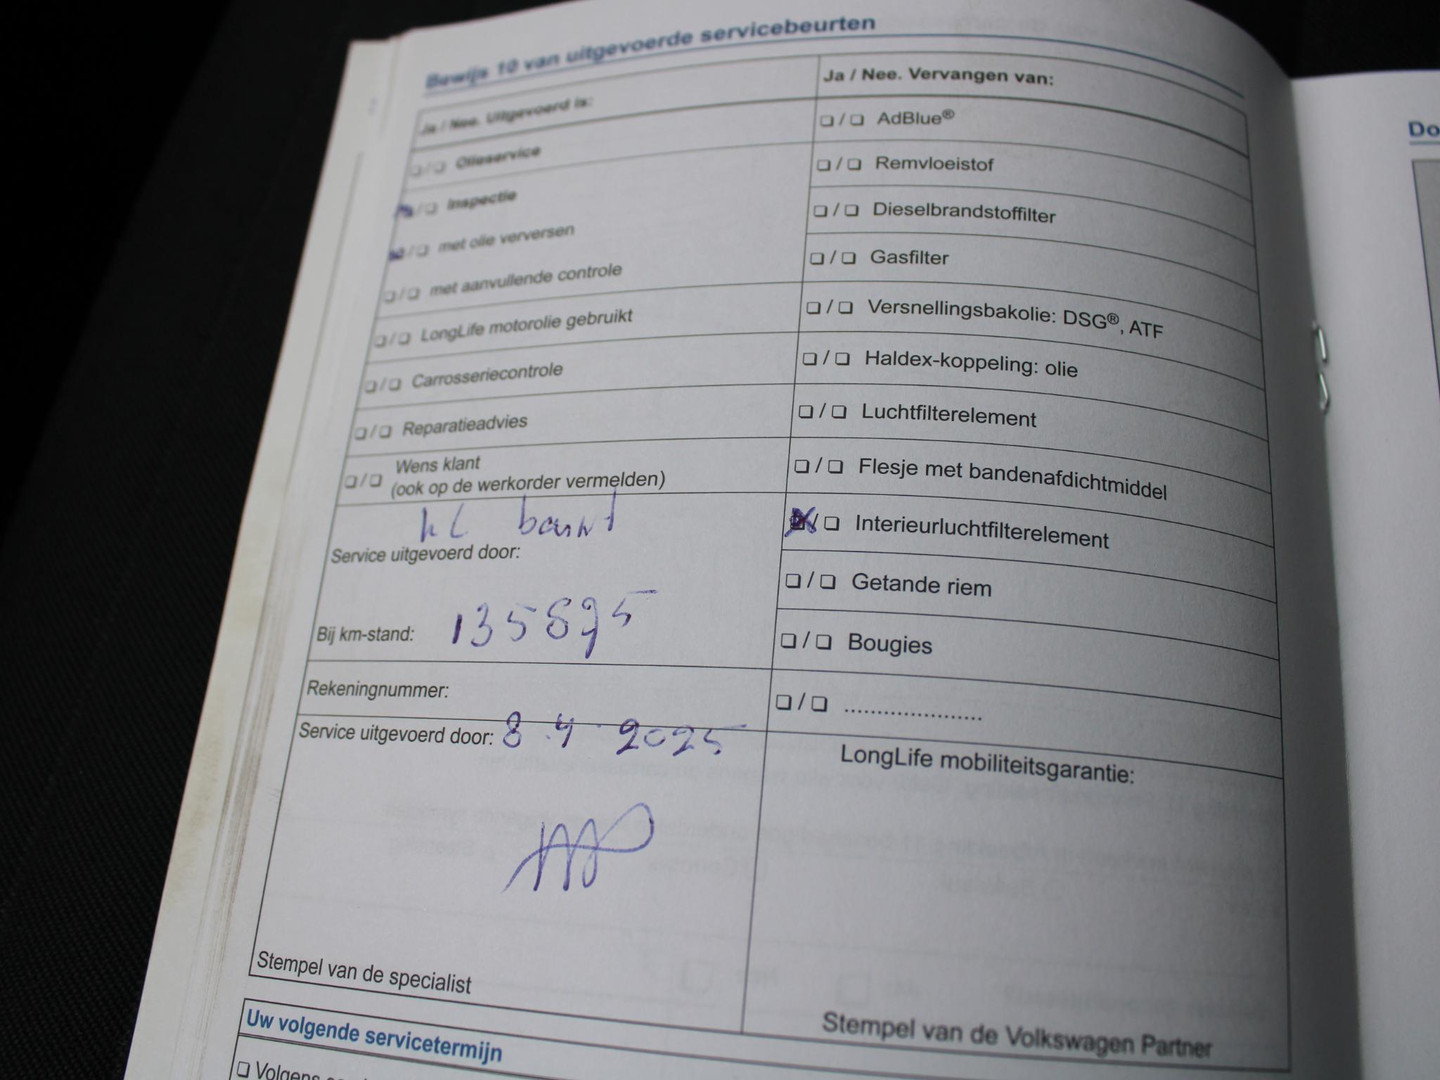 Bewijs 10 van uitgevoerde servicebeurten
Ja / Nee. Uitgevoerd is:
Olieservice
Inspectie
met olie verversen
met aanvullende controle
LongLife motorolie gebruikt
Carrosseriecontrole
Reparatieadvies
Wens klant
(ook op de werkorder vermelden)
Service uitgevoerd door:
Bij km-stand:
Rekeningnummer:
Service uitgevoerd door: 8 4 2025
Stempel van de specialist
Ja / Nee. Vervangen van:
/ AdBlue®
/ Remvloeistof
/ Dieselbrandstoffilter
/ Gasfilter
/ Versnellingsbakolie: DSG®, ATF
/ Haldex-koppeling: olie
/ Luchtfilterelement
/ Flesje met bandenafdichtmiddel
/ Interieurluchtfilterelement
/ Getande riem
/ Bougies
/ ....................
LongLife mobiliteitsgarantie:
Stempel van de Volkswagen Partner
Uw volgende servicetermijn
Volgens
Do